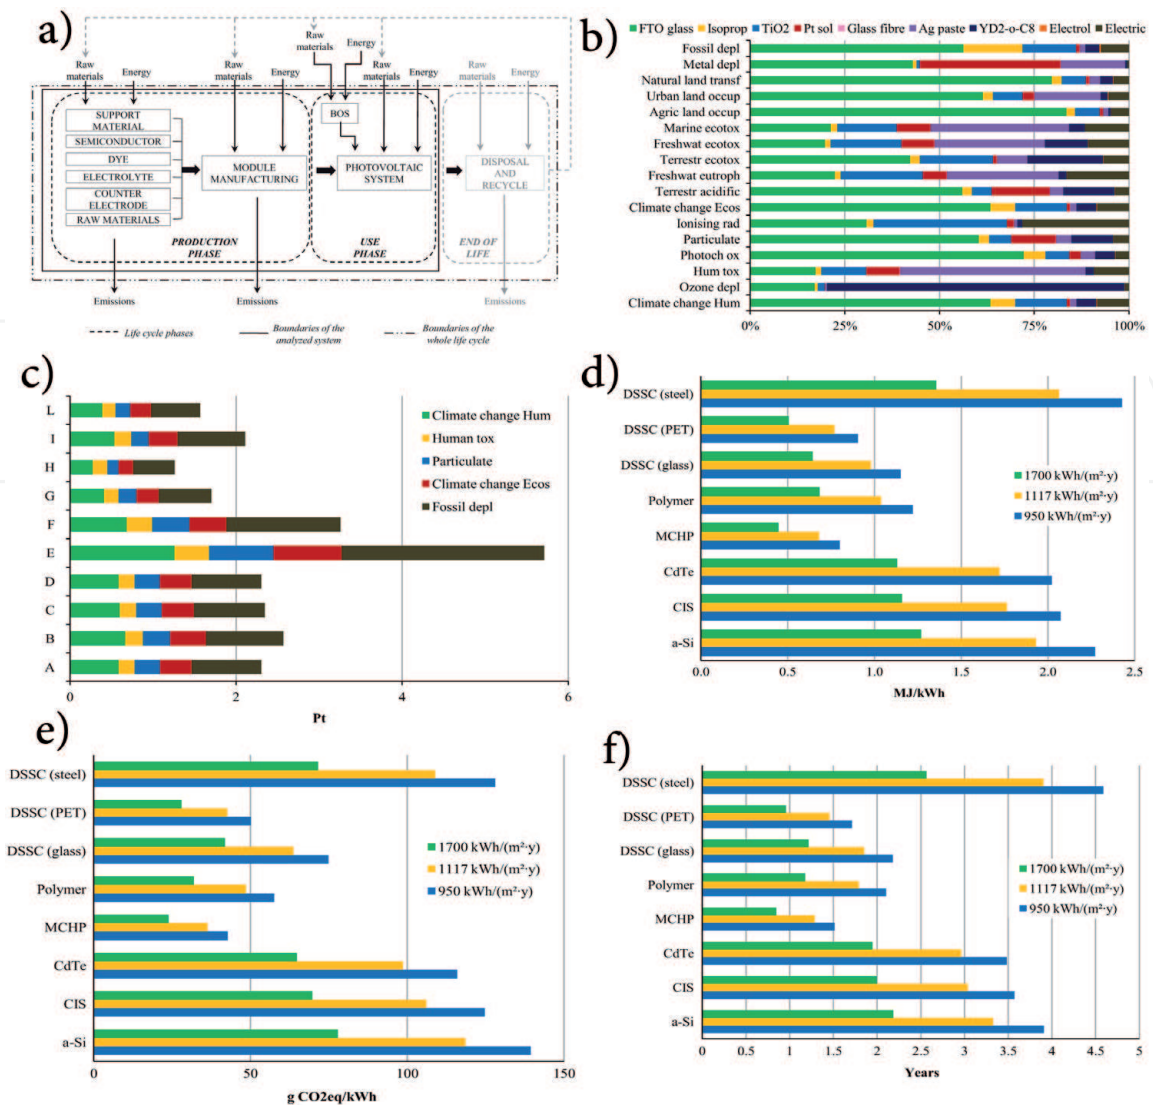 a)
Raw materials
Energy
Raw materials
Energy
Raw materials
Energy
Raw materials
Energy
Raw materials
Energy
SUPPORT MATERIAL
SEMICONDUCTOR
DYE
ELECTROLYTE
COUNTER ELECTRODE
RAW MATERIALS
MODULE MANUFACTURING
BOS
PHOTOVOLTAIC SYSTEM
DISPOSAL AND RECYCLE
PRODUCTION PHASE
USE PHASE
END OF LIFE
Emissions
Emissions
Emissions
Life cycle phases
Boundaries of the analyzed system
Boundaries of the whole life cycle
b)
FTO glass Isoprop TiO2 Pt sol Glass fibre Ag paste YD2-o-C8 Electrol Electric
Fossil depl
Metal depl
Natural land transf
Urban land occup
Agric land occup
Marine ecotox
Freshwat ecotox
Terrestr ecotox
Freshwat eutroph
Terrestr acidific
Climate change Ecos
Ionising rad
Particulate
Photoch ox
Hum tox
Ozone depl
Climate change Hum
0% 25% 50% 75% 100%
c)
L
I
H
G
F
E
D
C
B
A
0 2 4 6
Pt
Climate change Hum
Human tox
Particulate
Climate change Ecos
Fossil depl
d)
DSSC (steel)
DSSC (PET)
DSSC (glass)
Polymer
MCHP
CdTe
CIS
a-Si
0.0 0.5 1.0 1.5 2.0 2.5
MJ/kWh
1700 kWh/(m²·y)
1117 kWh/(m²·y)
950 kWh/(m²·y)
e)
DSSC (steel)
DSSC (PET)
DSSC (glass)
Polymer
MCHP
CdTe
CIS
a-Si
0 50 100 150
g CO2eq/kWh
1700 kWh/(m²·y)
1117 kWh/(m²·y)
950 kWh/(m²·y)
f)
DSSC (steel)
DSSC (PET)
DSSC (glass)
Polymer
MCHP
CdTe
CIS
a-Si
0 0.5 1 1.5 2 2.5 3 3.5 4 4.5 5
Years
1700 kWh/(m²·y)
1117 kWh/(m²·y)
950 kWh/(m²·y)